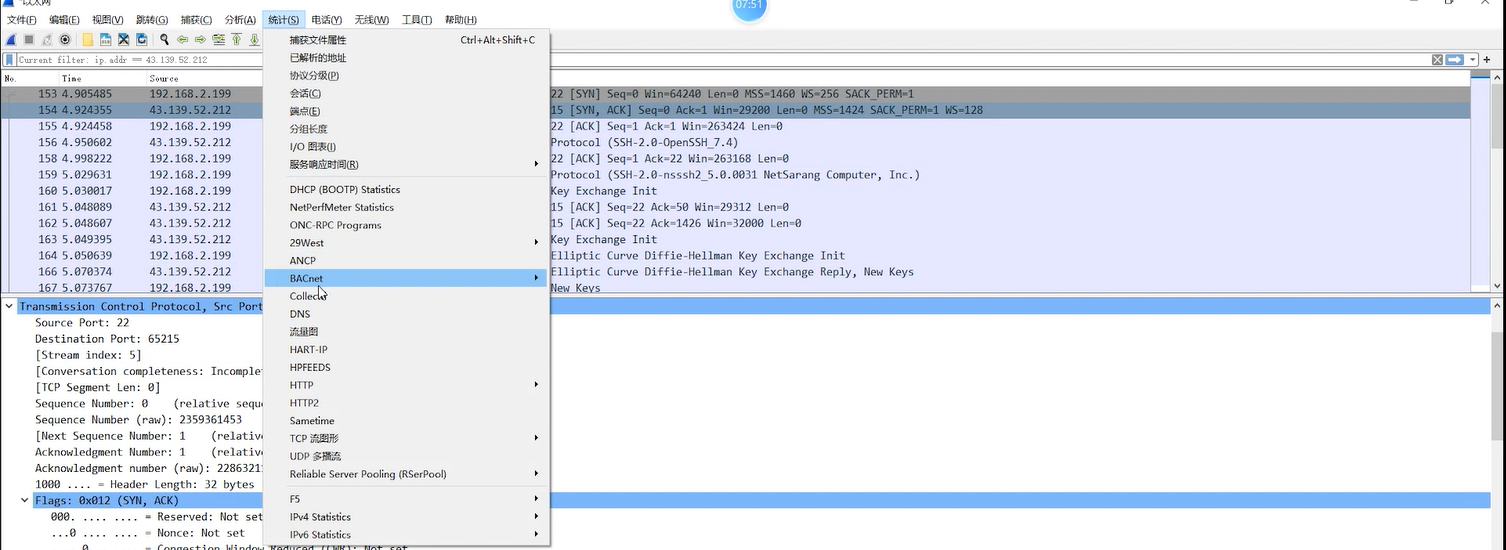 *以太网
07:51
文件(F) 编辑(E) 视图(V) 跳转(G) 捕获(C) 分析(A) 统计(S) 电话(Y) 无线(W) 工具(T) 帮助(H)
Current filter: ip.addr == 43.139.52.212
No. Time Source
153 4.905485 192.168.2.199 22 [SYN] Seq=0 Win=64240 Len=0 MSS=1460 WS=256 SACK_PERM=1
154 4.924355 43.139.52.212 15 [SYN, ACK] Seq=0 Ack=1 Win=29200 Len=0 MSS=1424 SACK_PERM=1 WS=128
155 4.924458 192.168.2.199 22 [ACK] Seq=1 Ack=1 Win=263424 Len=0
156 4.950602 43.139.52.212 Protocol (SSH-2.0-OpenSSH_7.4)
158 4.998222 192.168.2.199 22 [ACK] Seq=1 Ack=22 Win=263168 Len=0
159 5.029631 192.168.2.199 Protocol (SSH-2.0-nsssh2_5.0.0031 NetSarang Computer, Inc.)
160 5.030017 192.168.2.199 Key Exchange Init
161 5.048089 43.139.52.212 15 [ACK] Seq=22 Ack=50 Win=29312 Len=0
162 5.048607 43.139.52.212 15 [ACK] Seq=22 Ack=1426 Win=32000 Len=0
163 5.049395 43.139.52.212 Key Exchange Init
164 5.050639 192.168.2.199 Elliptic Curve Diffie-Hellman Key Exchange Init
166 5.070374 43.139.52.212 Elliptic Curve Diffie-Hellman Key Exchange Reply, New Keys
167 5.073767 192.168.2.199 New Keys
捕获文件属性 Ctrl+Alt+Shift+C
已解析的地址
协议分级(P)
会话(C)
端点(E)
分组长度
I/O 图表(I)
服务响应时间(R)
DHCP (BOOTP) Statistics
NetPerfMeter Statistics
ONC-RPC Programs
29West
ANCP
BACnet
Collectd
DNS
流量图
HART-IP
HPFEEDS
HTTP
HTTP2
Sametime
TCP 流图形
UDP 多播流
Reliable Server Pooling (RSerPool)
F5
IPv4 Statistics
IPv6 Statistics
Transmission Control Protocol, Src Port
Source Port: 22
Destination Port: 65215
[Stream index: 5]
[Conversation completeness: Incomplet
[TCP Segment Len: 0]
Sequence Number: 0 (relative sequ
Sequence Number (raw): 2359361453
[Next Sequence Number: 1 (relativ
Acknowledgment Number: 1 (relativ
Acknowledgment number (raw): 22863211
1000 .... = Header Length: 32 bytes
Flags: 0x012 (SYN, ACK)
000. .... .... = Reserved: Not set
...0 .... .... = Nonce: Not set
.... 0... .... = Congestion Window Reduced (CWR): Not set